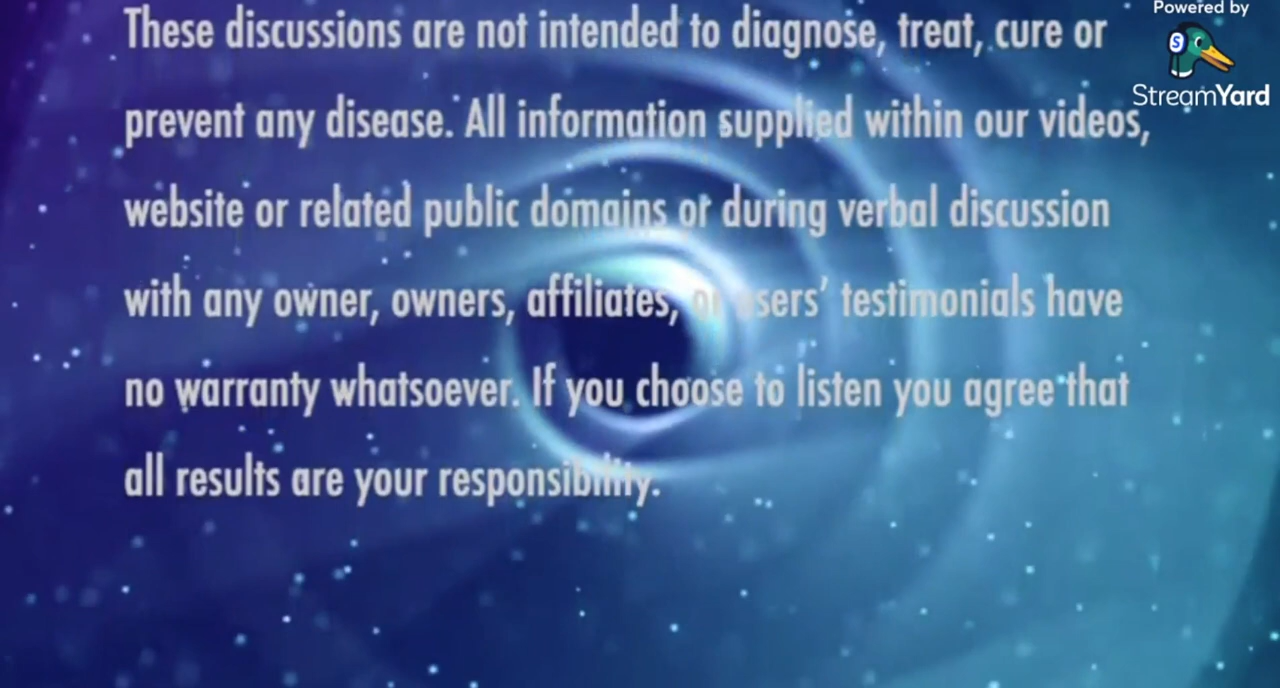 These discussions are not intended to diagnose, treat, cure or
Powered by
StreamYard
prevent any disease. All information supplied within our videos,
website or related public domains or during verbal discussion
with any owner, owners, affiliates, or users’ testimonials have
no warranty whatsoever. If you choose to listen you agree that
all results are your responsibility.